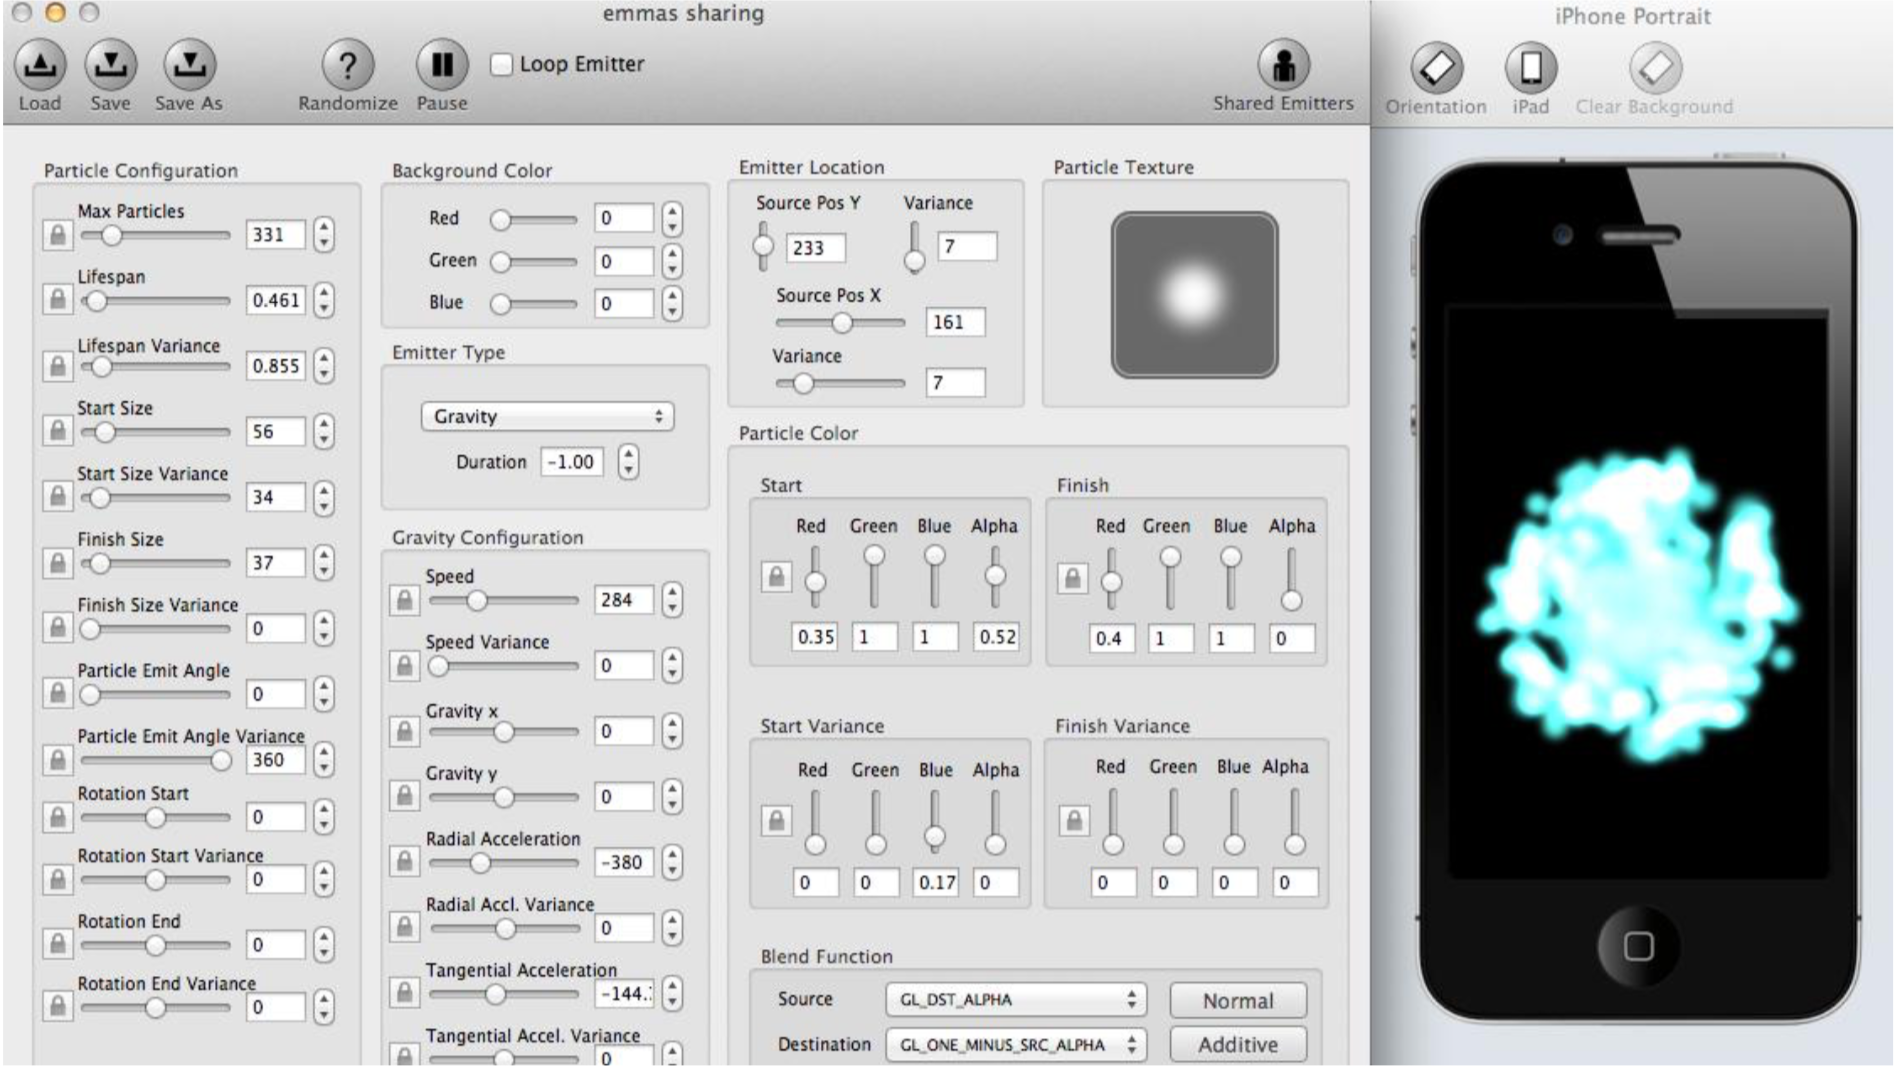 emmas sharing
Load
Save
Save As
Randomize
Pause
Loop Emitter
Shared Emitters
Particle Configuration
Max Particles
331
Lifespan
0.461
Lifespan Variance
0.855
Start Size
56
Start Size Variance
34
Finish Size
37
Finish Size Variance
0
Particle Emit Angle
0
Particle Emit Angle Variance
360
Rotation Start
0
Rotation Start Variance
0
Rotation End
0
Rotation End Variance
0
Background Color
Red 0
Green 0
Blue 0
Emitter Type
Gravity
Duration -1.00
Gravity Configuration
Speed
284
Speed Variance
0
Gravity x
0
Gravity y
0
Radial Acceleration
-380
Radial Accl. Variance
0
Tangential Acceleration
-144.
Tangential Accel. Variance
0
Emitter Location
Source Pos Y Variance
233 7
Source Pos X
161
Variance
7
Particle Texture
Particle Color
Start
Red Green Blue Alpha
0.35 1 1 0.52
Finish
Red Green Blue Alpha
0.4 1 1 0
Start Variance
Red Green Blue Alpha
0 0 0.17 0
Finish Variance
Red Green Blue Alpha
0 0 0 0
Blend Function
Source GL_DST_ALPHA Normal
Destination GL_ONE_MINUS_SRC_ALPHA Additive
iPhone Portrait
Orientation
iPad
Clear Background